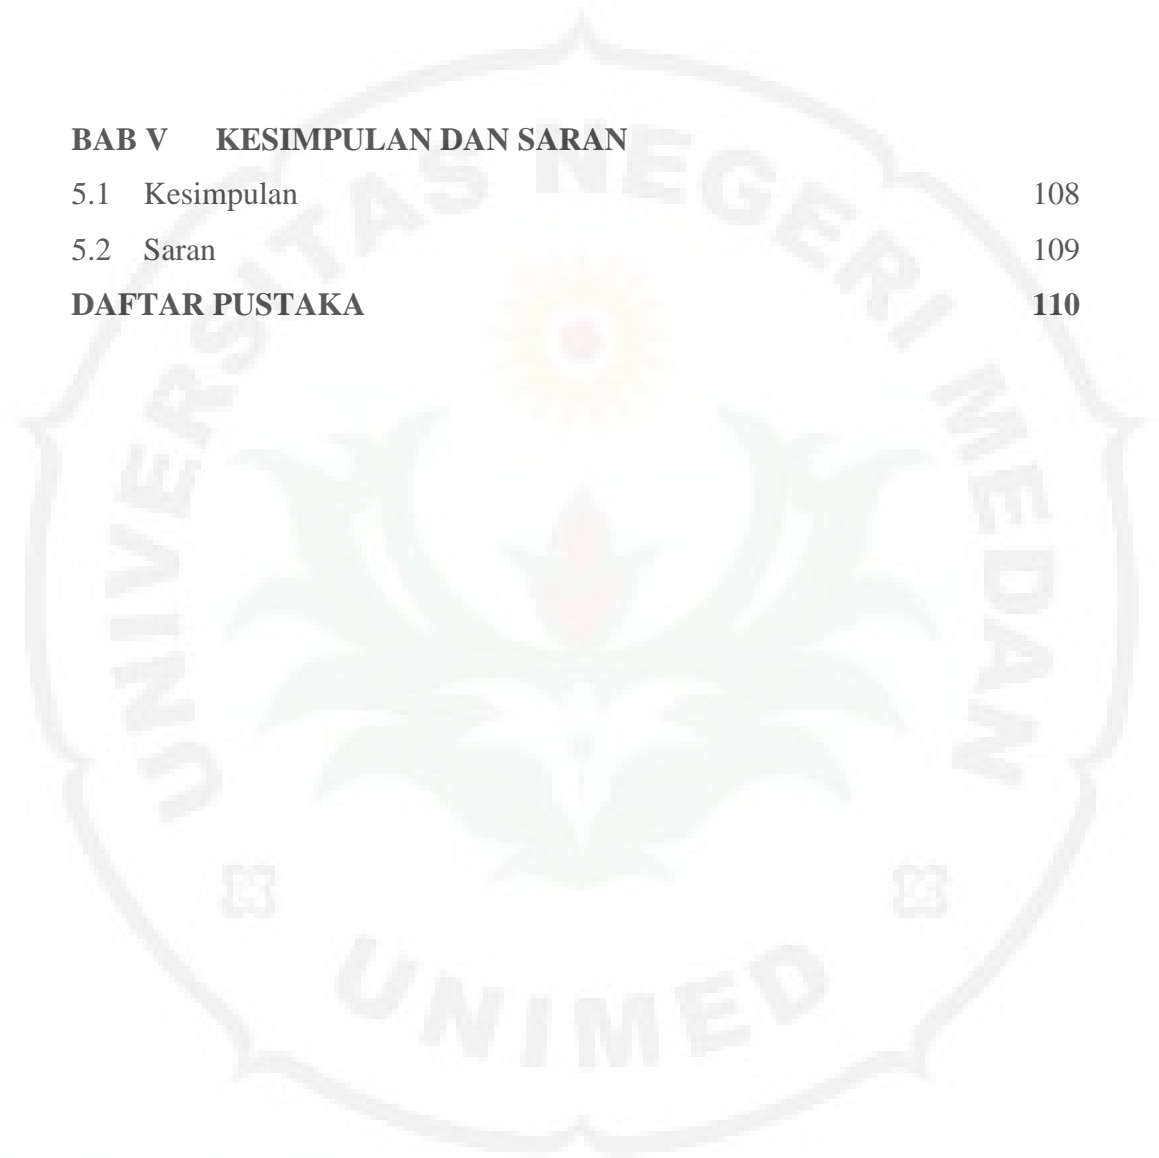 BAB V KESIMPULAN DAN SARAN
5.1 Kesimpulan 108
5.2 Saran 109
DAFTAR PUSTAKA 110
UNIVERSITAS NEGERI MEDAN
UNIMED